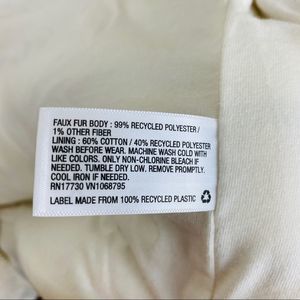 FAUX FUR BODY : 99% RECYCLED POLYESTER /
1% OTHER FIBER
LINING : 60% COTTON / 40% RECYCLED POLYESTER
WASH BEFORE WEAR. MACHINE WASH COLD WITH
LIKE COLORS. ONLY NON-CHLORINE BLEACH IF
NEEDED. TUMBLE DRY LOW. REMOVE PROMPTLY.
COOL IRON IF NEEDED.
RN17730 VN1068795
LABEL MADE FROM 100% RECYCLED PLASTIC